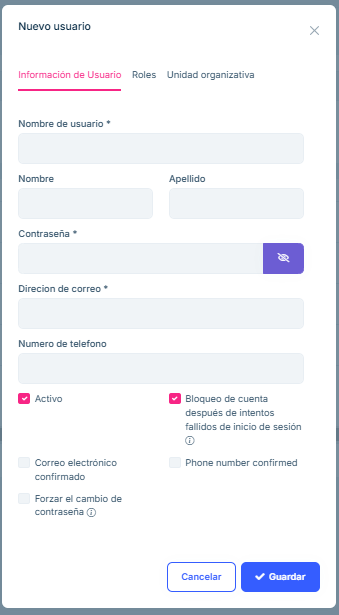 Nuevo usuario
Información de Usuario Roles Unidad organizativa
Nombre de usuario *
Nombre Apellido
Contraseña *
Direcion de correo *
Numero de telefono
Activo
Bloqueo de cuenta
después de intentos
fallidos de inicio de sesión
Correo electrónico
confirmado
Phone number confirmed
Forzar el cambio de
contraseña
Cancelar Guardar